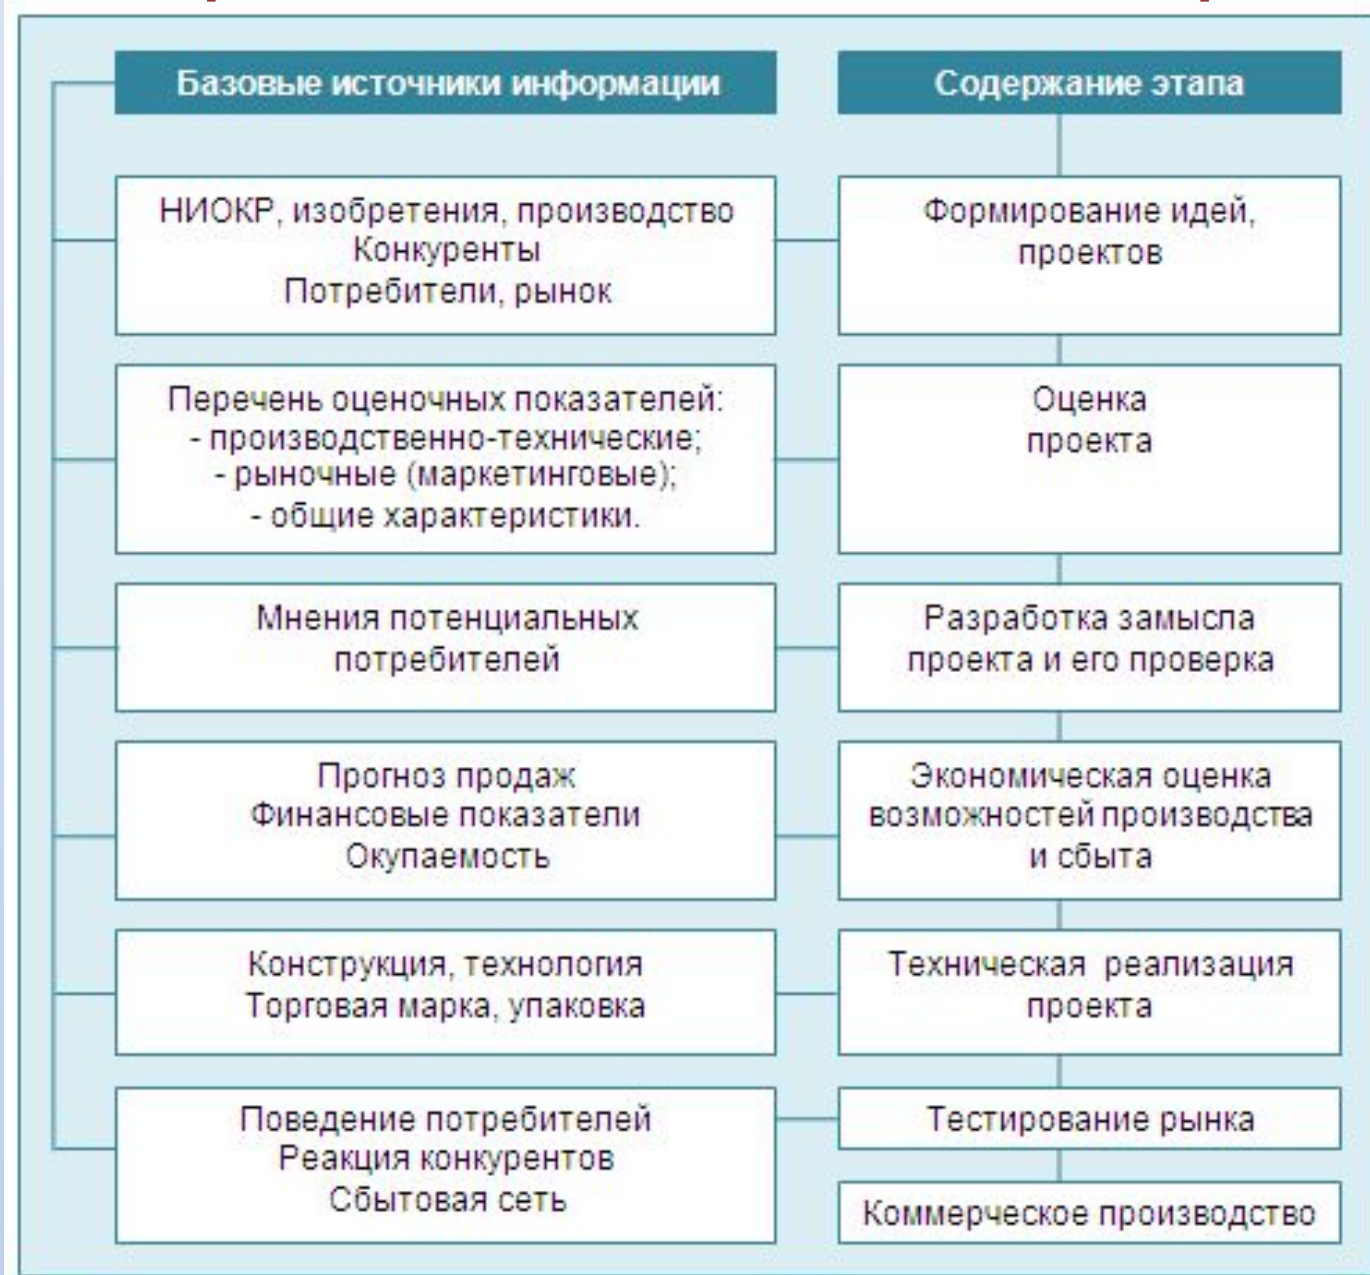 Базовые источники информации
Содержание этапа
НИОКР, изобретения, производство
Конкуренты
Потребители, рынок
Формирование идей,
проектов
Перечень оценочных показателей:
- производственно-технические;
- рыночные (маркетинговые);
- общие характеристики.
Оценка
проекта
Мнения потенциальных
потребителей
Разработка замысла
проекта и его проверка
Прогноз продаж
Финансовые показатели
Окупаемость
Экономическая оценка
возможностей производства
и сбыта
Конструкция, технология
Торговая марка, упаковка
Техническая реализация
проекта
Поведение потребителей
Реакция конкурентов
Сбытовая сеть
Тестирование рынка
Коммерческое производство